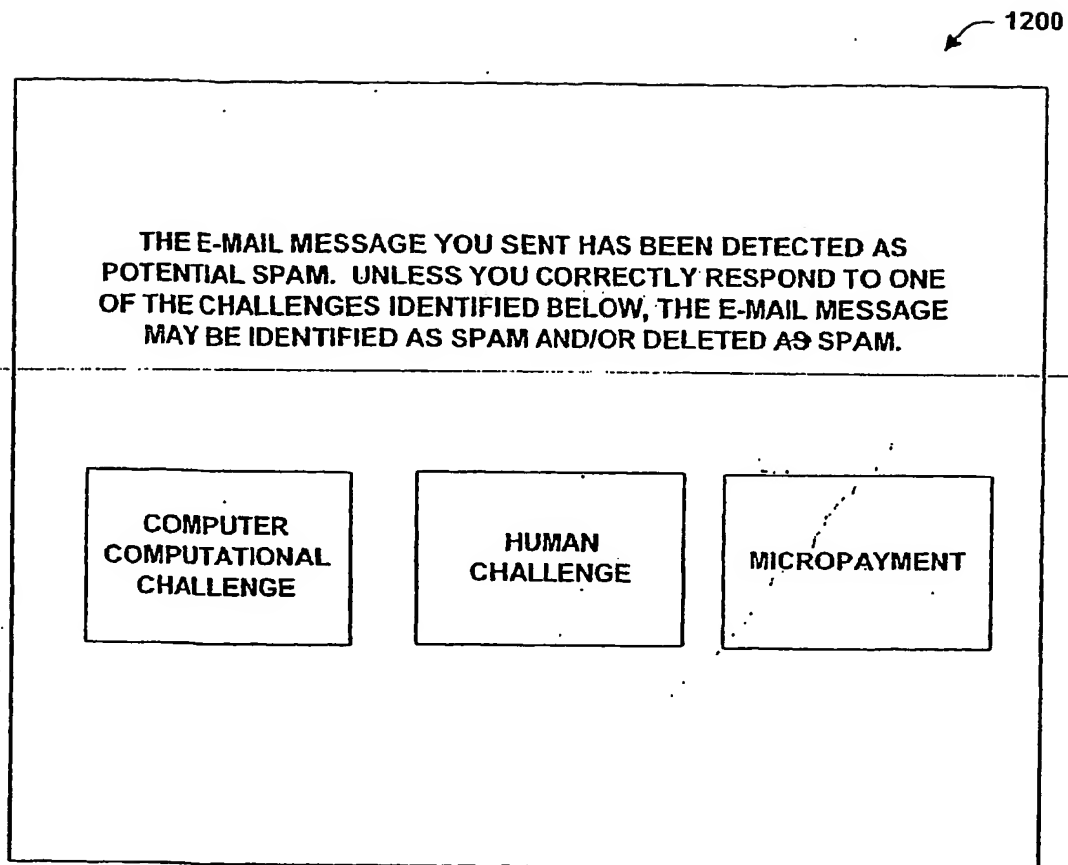 1200
THE E-MAIL MESSAGE YOU SENT HAS BEEN DETECTED AS
POTENTIAL SPAM. UNLESS YOU CORRECTLY RESPOND TO ONE
OF THE CHALLENGES IDENTIFIED BELOW, THE E-MAIL MESSAGE
MAY BE IDENTIFIED AS SPAM AND/OR DELETED AS SPAM.
COMPUTER
COMPUTATIONAL
CHALLENGE
HUMAN
CHALLENGE
MICROPAYMENT